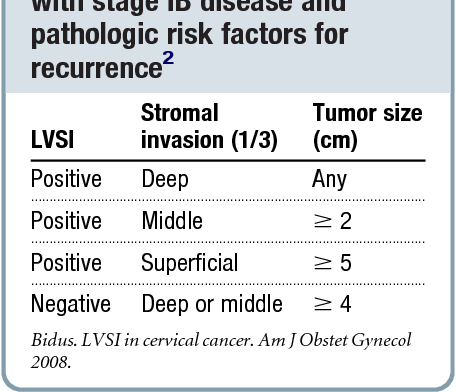 with stage IB disease and
pathologic risk factors for
recurrence2
LVSI Stromal invasion (1/3) Tumor size (cm)
Positive Deep Any
Positive Middle ≥ 2
Positive Superficial ≥ 5
Negative Deep or middle ≥ 4
Bidus. LVSI in cervical cancer. Am J Obstet Gynecol
2008.